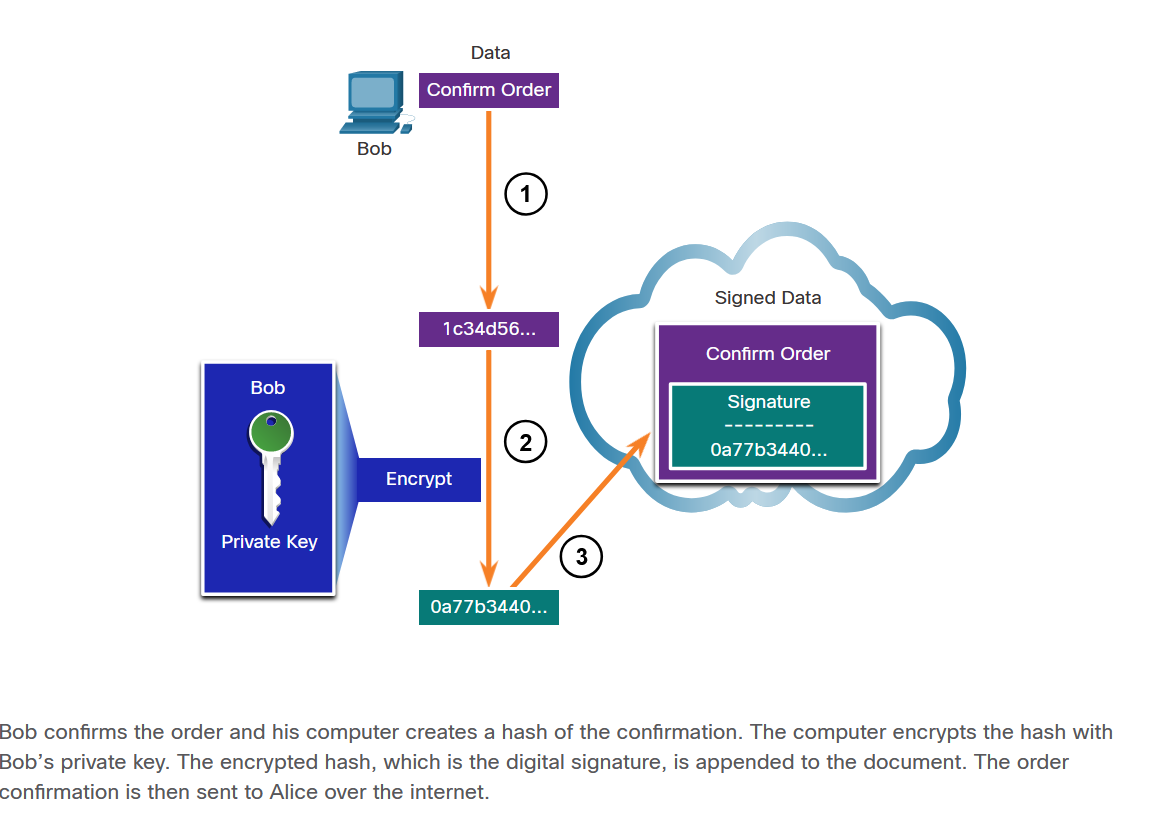 Data
Confirm Order
Bob
1
1c34d56...
Signed Data
Confirm Order
Signature
---------
0a77b3440...
Bob
Private Key
Encrypt
2
3
0a77b3440...
Bob confirms the order and his computer creates a hash of the confirmation. The computer encrypts the hash with
Bob’s private key. The encrypted hash, which is the digital signature, is appended to the document. The order
confirmation is then sent to Alice over the internet.